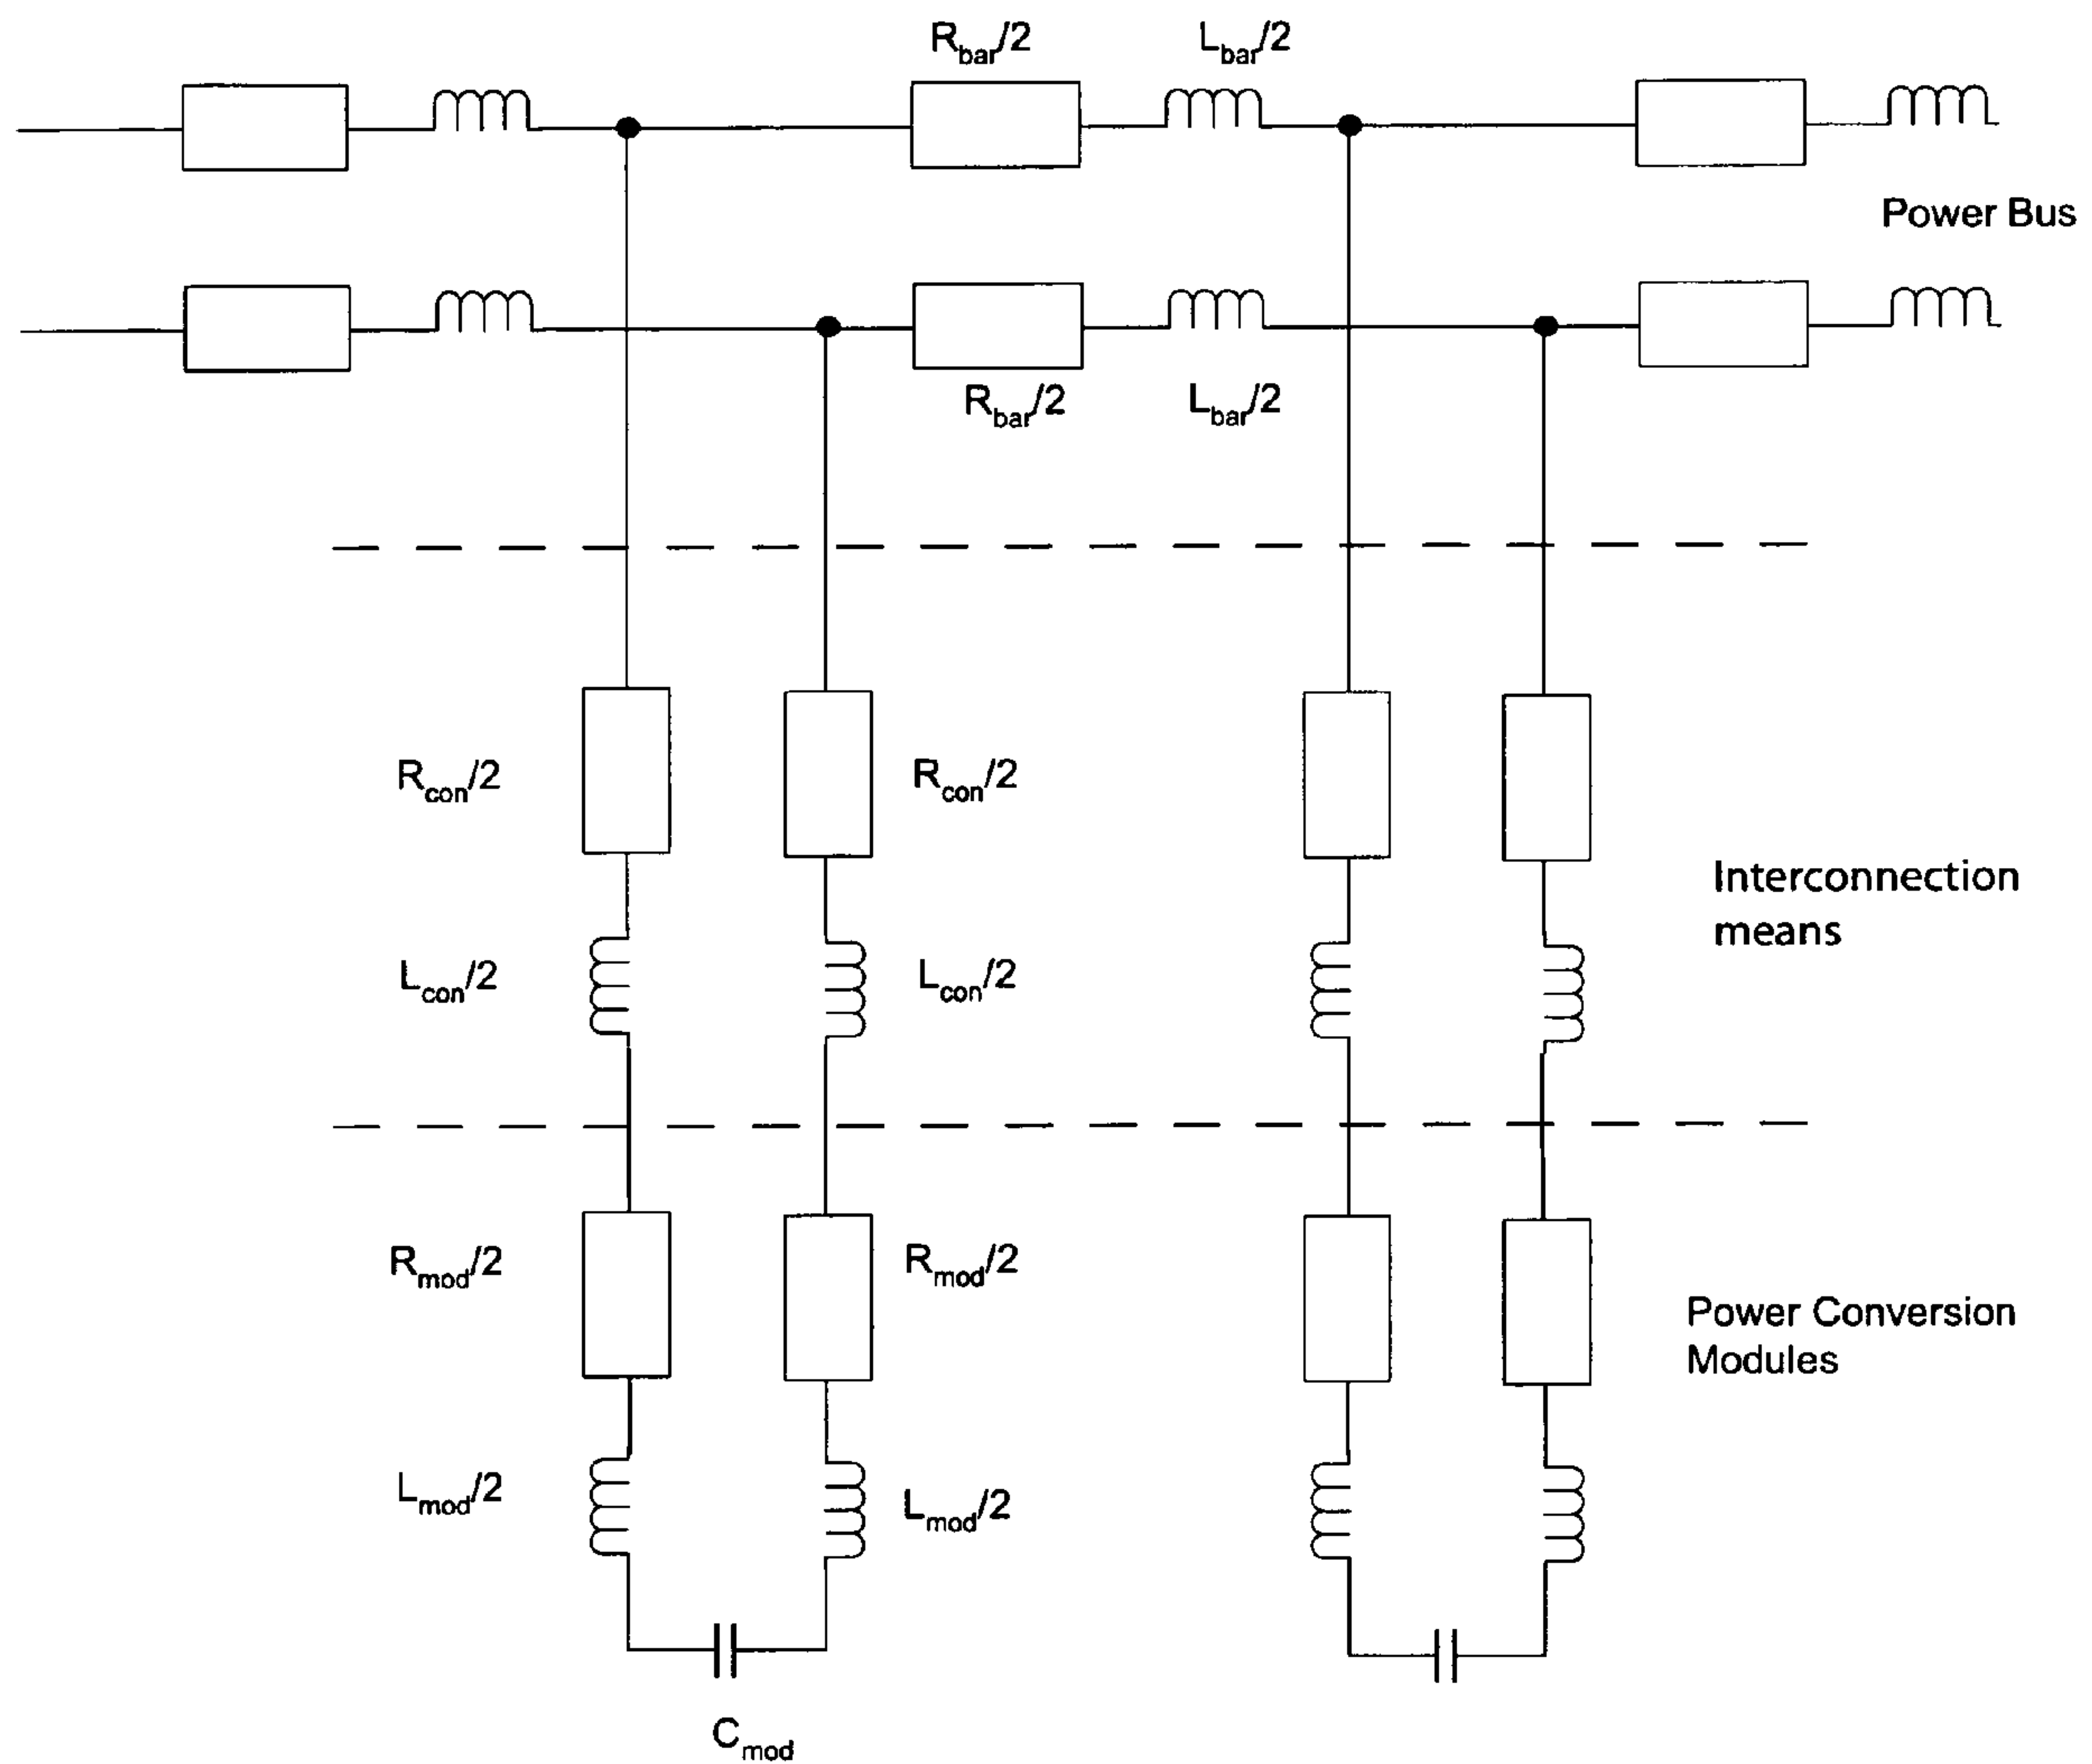 R_bar/2 L_bar/2
Power Bus
R_bar/2 L_bar/2
R_con/2 R_con/2
Interconnection
means
L_con/2 L_con/2
R_mod/2 R_mod/2
Power Conversion
Modules
L_mod/2 L_mod/2
C_mod